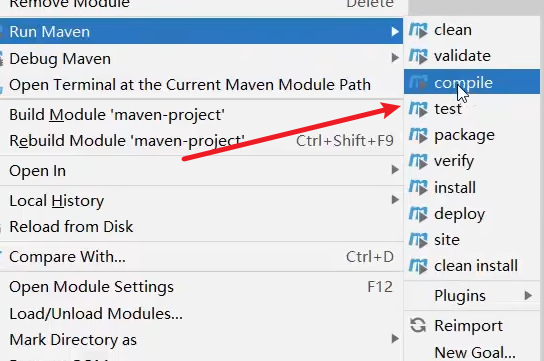 Remove Module Delete
Run Maven
Debug Maven
Open Terminal at the Current Maven Module Path
Build Module 'maven-project'
Rebuild Module 'maven-project' Ctrl+Shift+F9
Open In
Local History
Reload from Disk
Compare With... Ctrl+D
Open Module Settings F12
Load/Unload Modules...
Mark Directory as
clean
validate
compile
test
package
verify
install
deploy
site
clean install
Plugins
Reimport
New Goal...